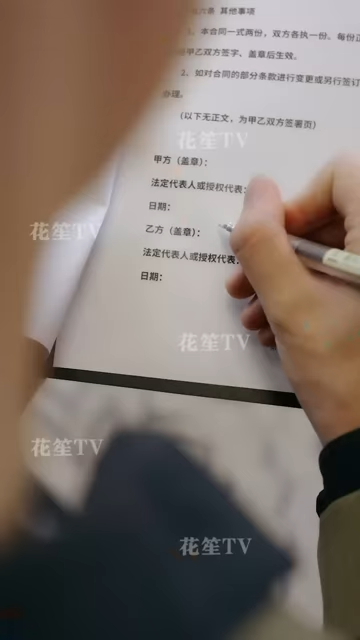 六条 其他事项
、本合同一式两份，双方各执一份。每份正
甲乙双方签字、盖章后生效。
2、如对合同的部分条款进行变更或另行签订
办理。
（以下无正文，为甲乙双方签署页）
花笙TV
甲方（盖章）：
法定代表人或授权代表：
日期：
花笙TV
乙方（盖章）：
法定代表人或授权代表：
日期：
花笙TV
花笙TV
花笙TV